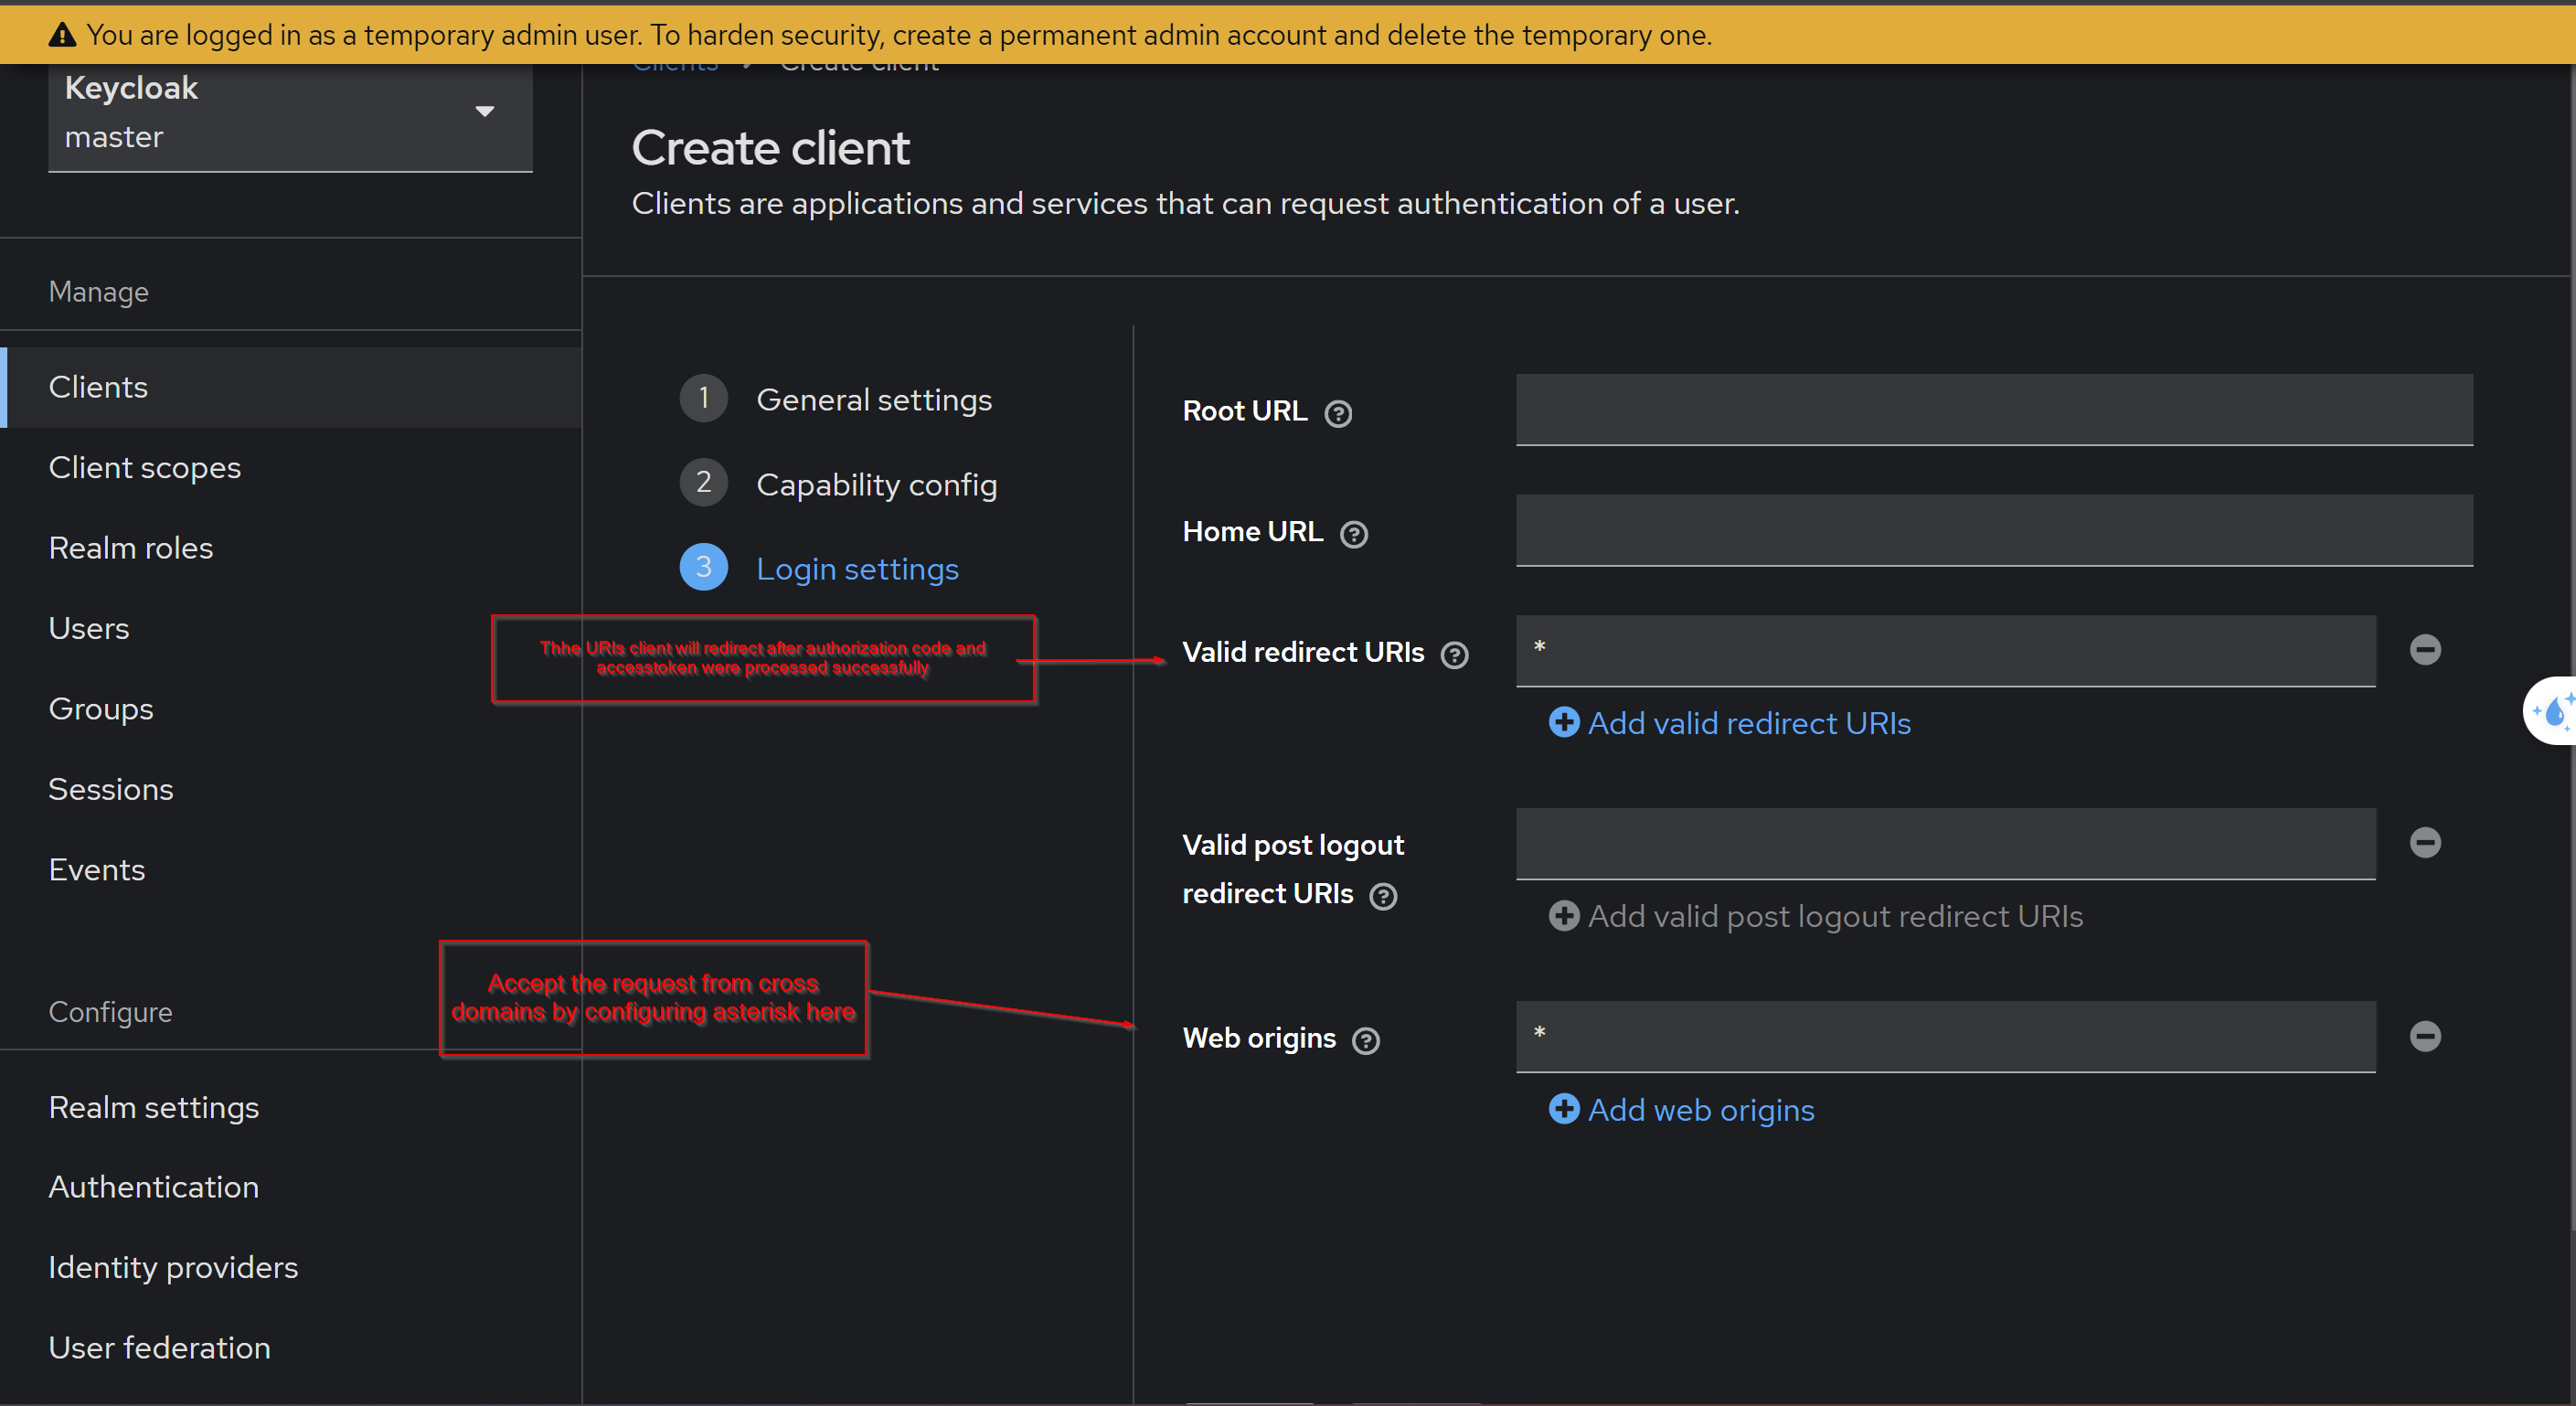 You are logged in as a temporary admin user. To harden security, create a permanent admin account and delete the temporary one.
Clients > Create client
Keycloak
master
Create client
Clients are applications and services that can request authentication of a user.
Manage
Clients
Client scopes
Realm roles
Users
Groups
Sessions
Events
Configure
Realm settings
Authentication
Identity providers
User federation
1 General settings
2 Capability config
3 Login settings
Thhe URIs client will redirect after authorization code and
accesstoken were processed successfully
Accept the request from cross
domains by configuring asterisk here
Root URL
Home URL
Valid redirect URIs
*
Add valid redirect URIs
Valid post logout
redirect URIs
Add valid post logout redirect URIs
Web origins
*
Add web origins